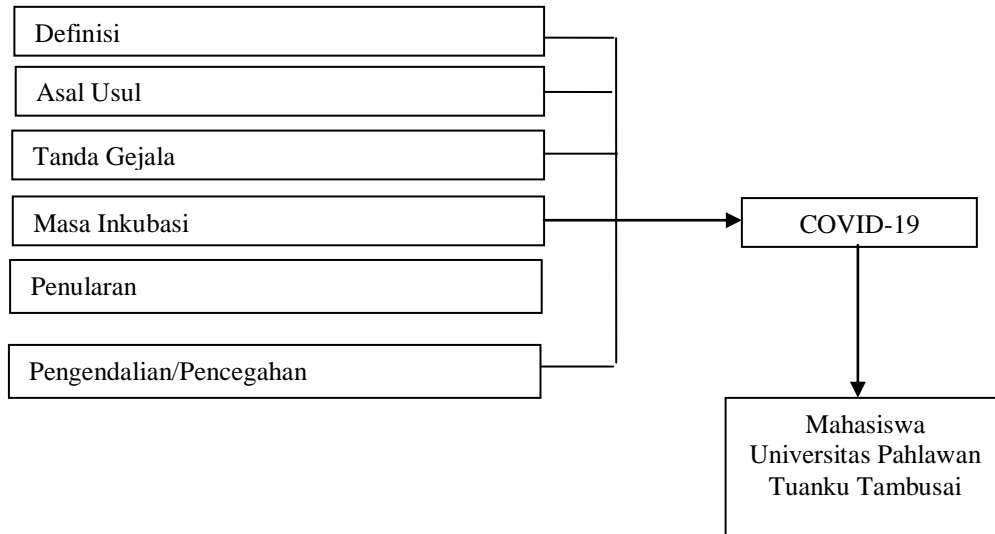 Definisi
Asal Usul
Tanda Gejala
Masa Inkubasi
COVID-19
Penularan
Pengendalian/Pencegahan
Mahasiswa
Universitas Pahlawan
Tuanku Tambusai